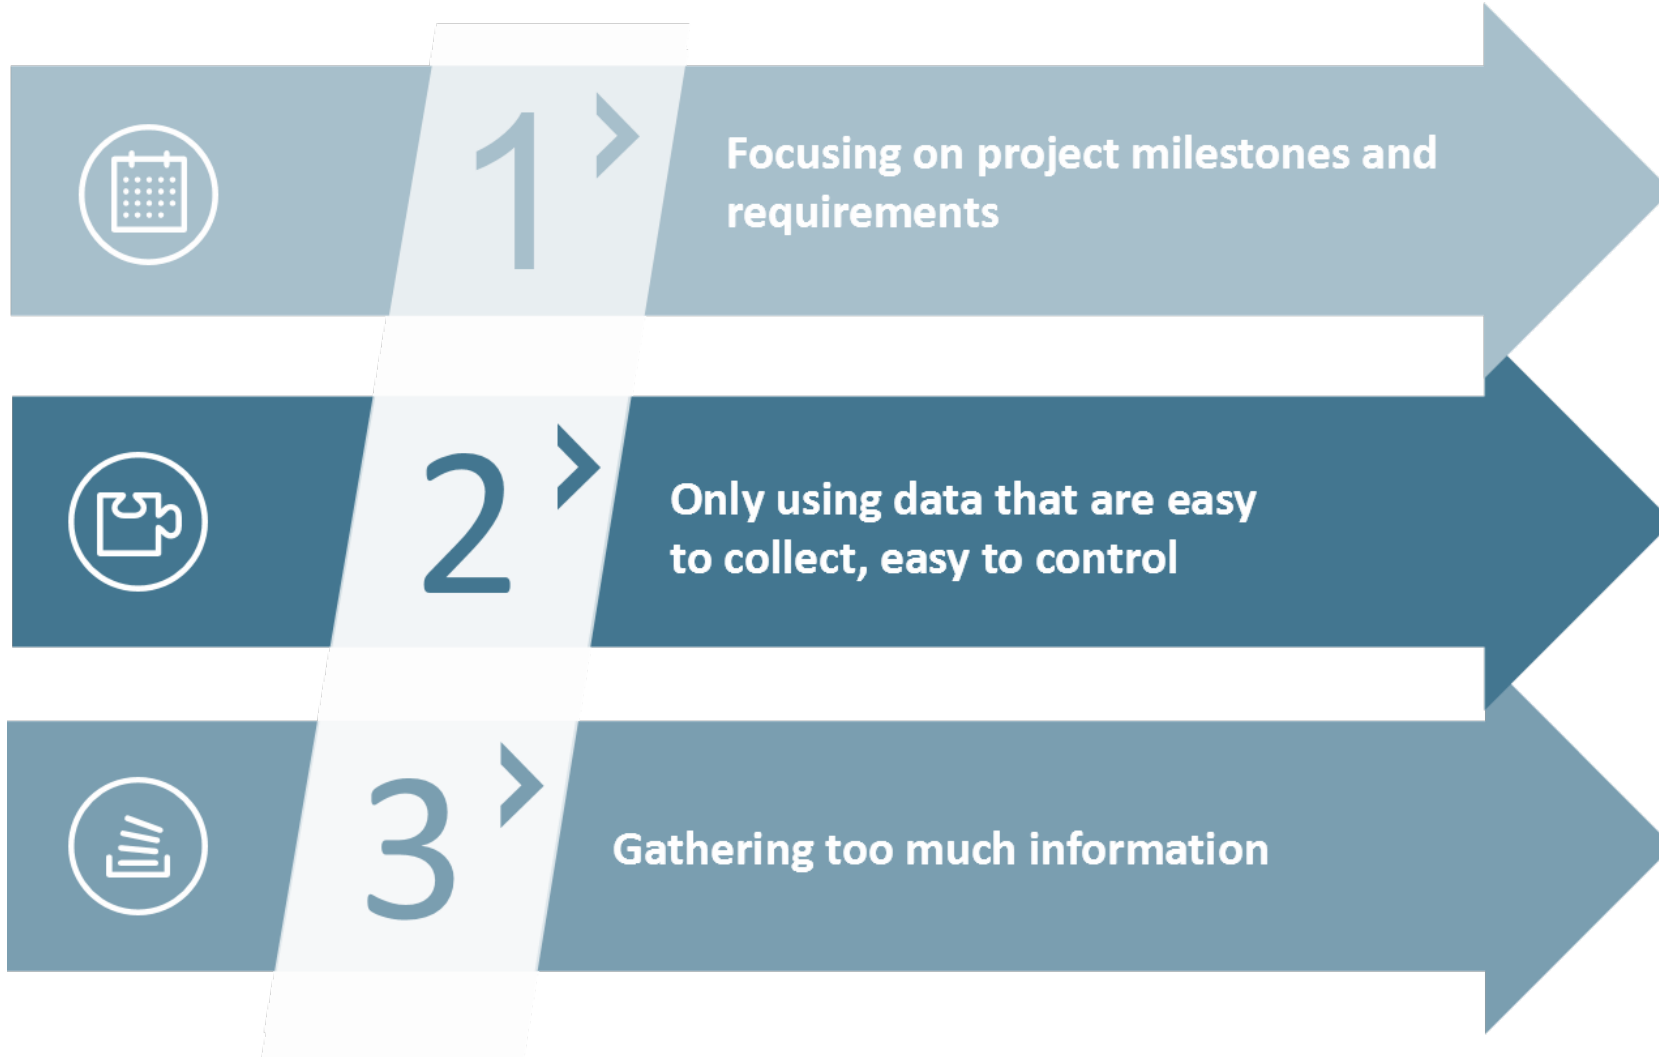 1
Focusing on project milestones and
requirements
2
Only using data that are easy
to collect, easy to control
3
Gathering too much information